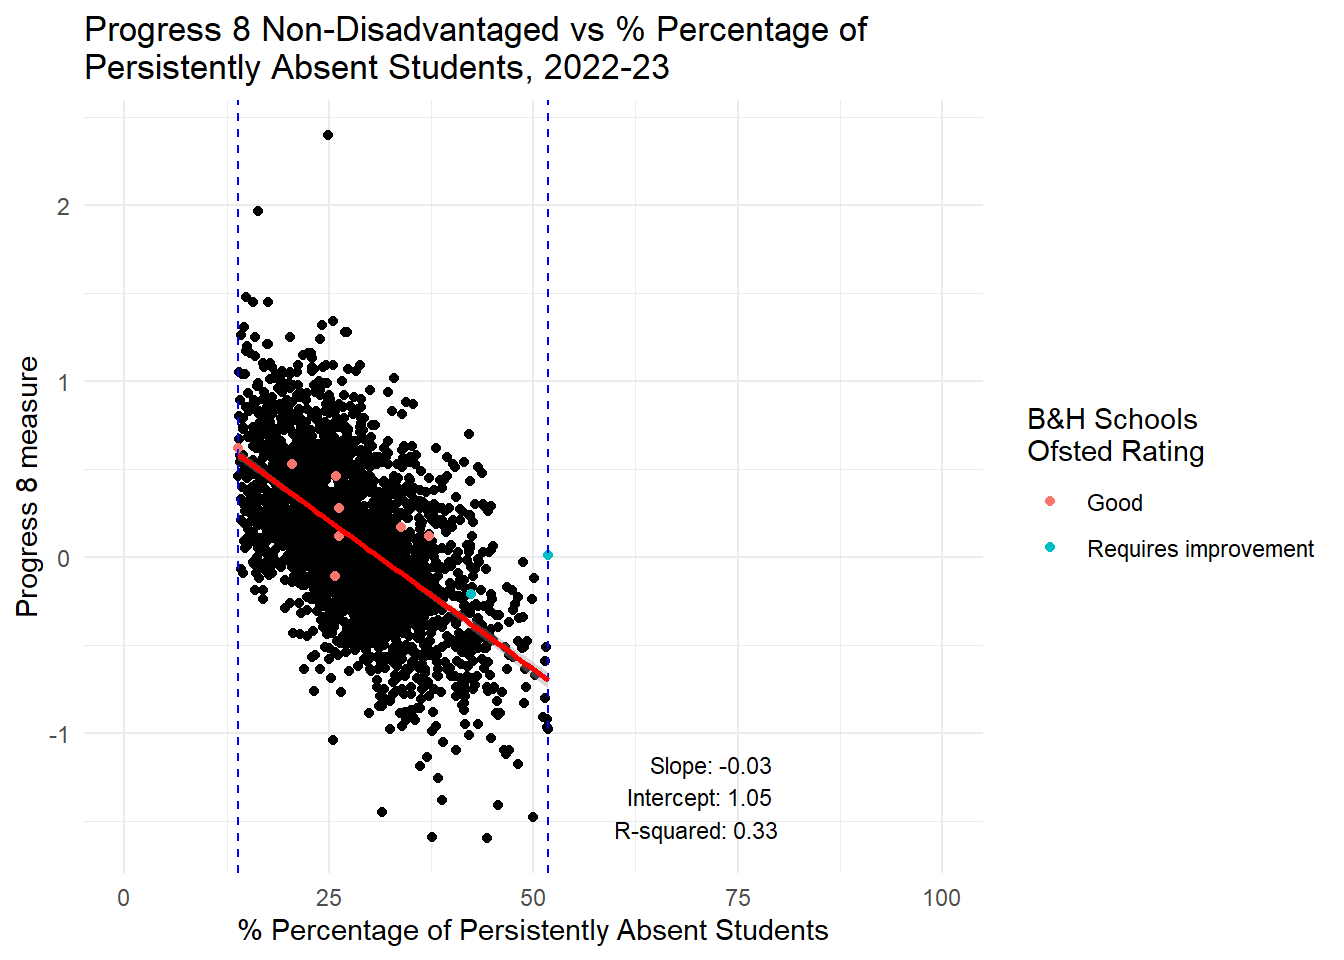 Progress 8 Non-Disadvantaged vs % Percentage of
Persistently Absent Students, 2022-23
Progress 8 measure
2
1
0
-1
Slope: -0.03
Intercept: 1.05
R-squared: 0.33
0 25 50 75 100
% Percentage of Persistently Absent Students
B&H Schools
Ofsted Rating
Good
Requires improvement